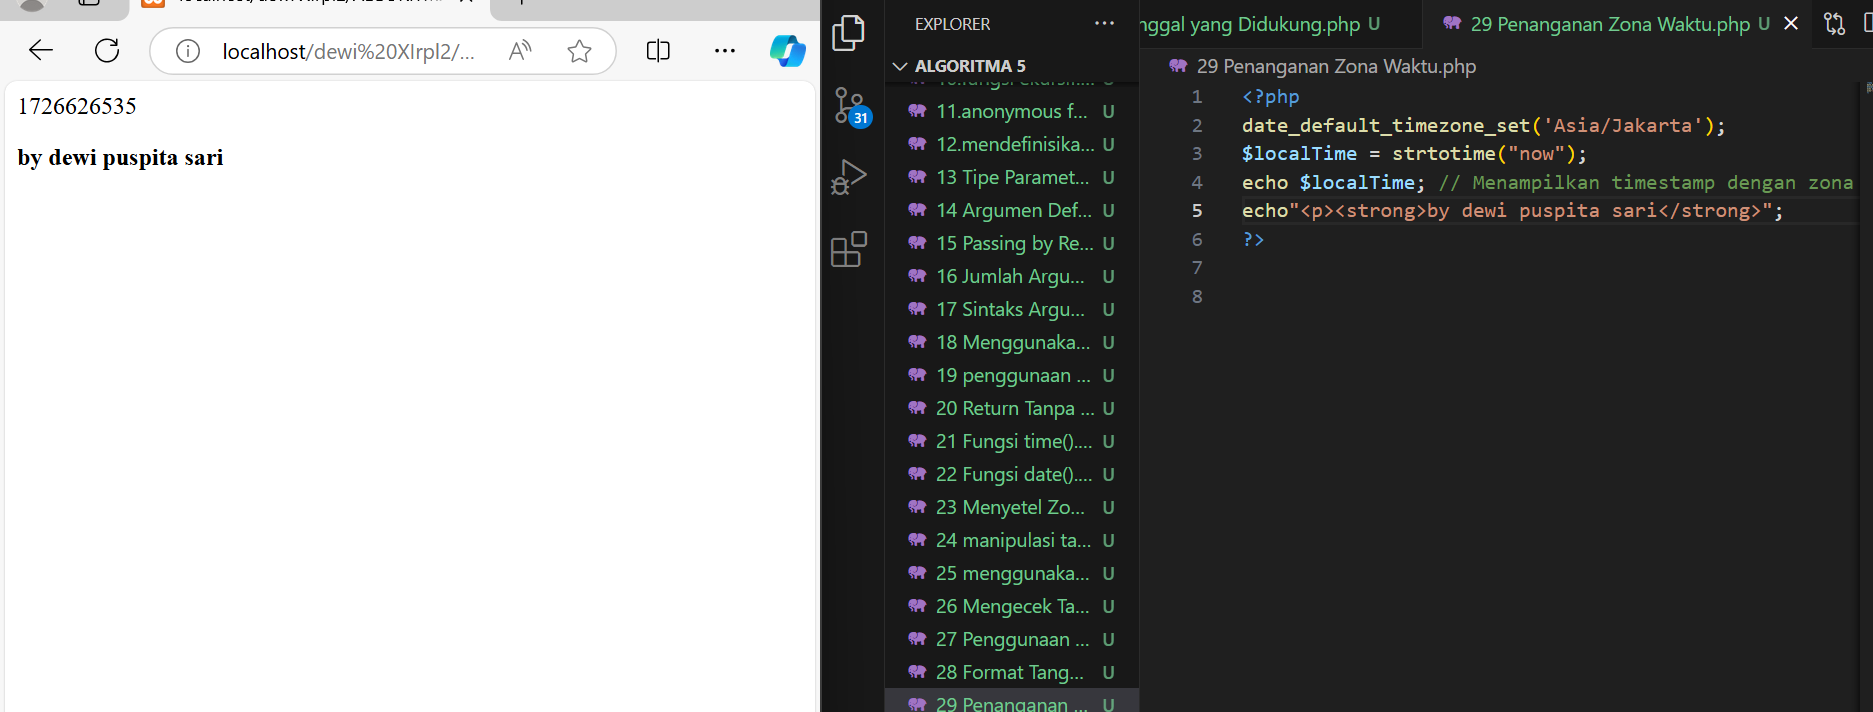 localhost/dewi%20XIrpl2/...
1726626535
by dewi puspita sari
31
EXPLORER
ALGORITMA 5
11.anonymous f... U
12.mendefinisika... U
13 Tipe Paramet... U
14 Argumen Def... U
15 Passing by Re... U
16 Jumlah Argu... U
17 Sintaks Argu... U
18 Menggunaka... U
19 penggunaan ... U
20 Return Tanpa ... U
21 Fungsi time().... U
22 Fungsi date().... U
23 Menyetel Zo... U
24 manipulasi ta... U
25 menggunaka... U
26 Mengecek Ta... U
27 Penggunaan ... U
28 Format Tang... U
29 Penanganan ... U
nggal yang Didukung.php U
29 Penanganan Zona Waktu.php U
29 Penanganan Zona Waktu.php
1 <?php
2 date_default_timezone_set('Asia/Jakarta');
3 $localTime = strtotime("now");
4 echo $localTime; // Menampilkan timestamp dengan zona
5 echo"<p><strong>by dewi puspita sari</strong>";
6 ?>
7
8